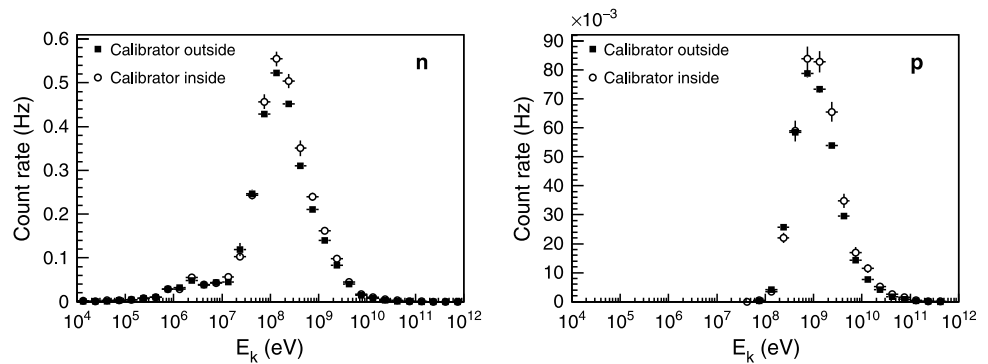 0.6
0.5
0.4
0.3
0.2
0.1
0
Count rate (Hz)
■ Calibrator outside
○ Calibrator inside
n
10⁴ 10⁵ 10⁶ 10⁷ 10⁸ 10⁹ 10¹⁰ 10¹¹ 10¹²
Eₖ (eV)
×10⁻³
90
80
70
60
50
40
30
20
10
0
Count rate (Hz)
■ Calibrator outside
○ Calibrator inside
p
10⁴ 10⁵ 10⁶ 10⁷ 10⁸ 10⁹ 10¹⁰ 10¹¹ 10¹²
Eₖ (eV)